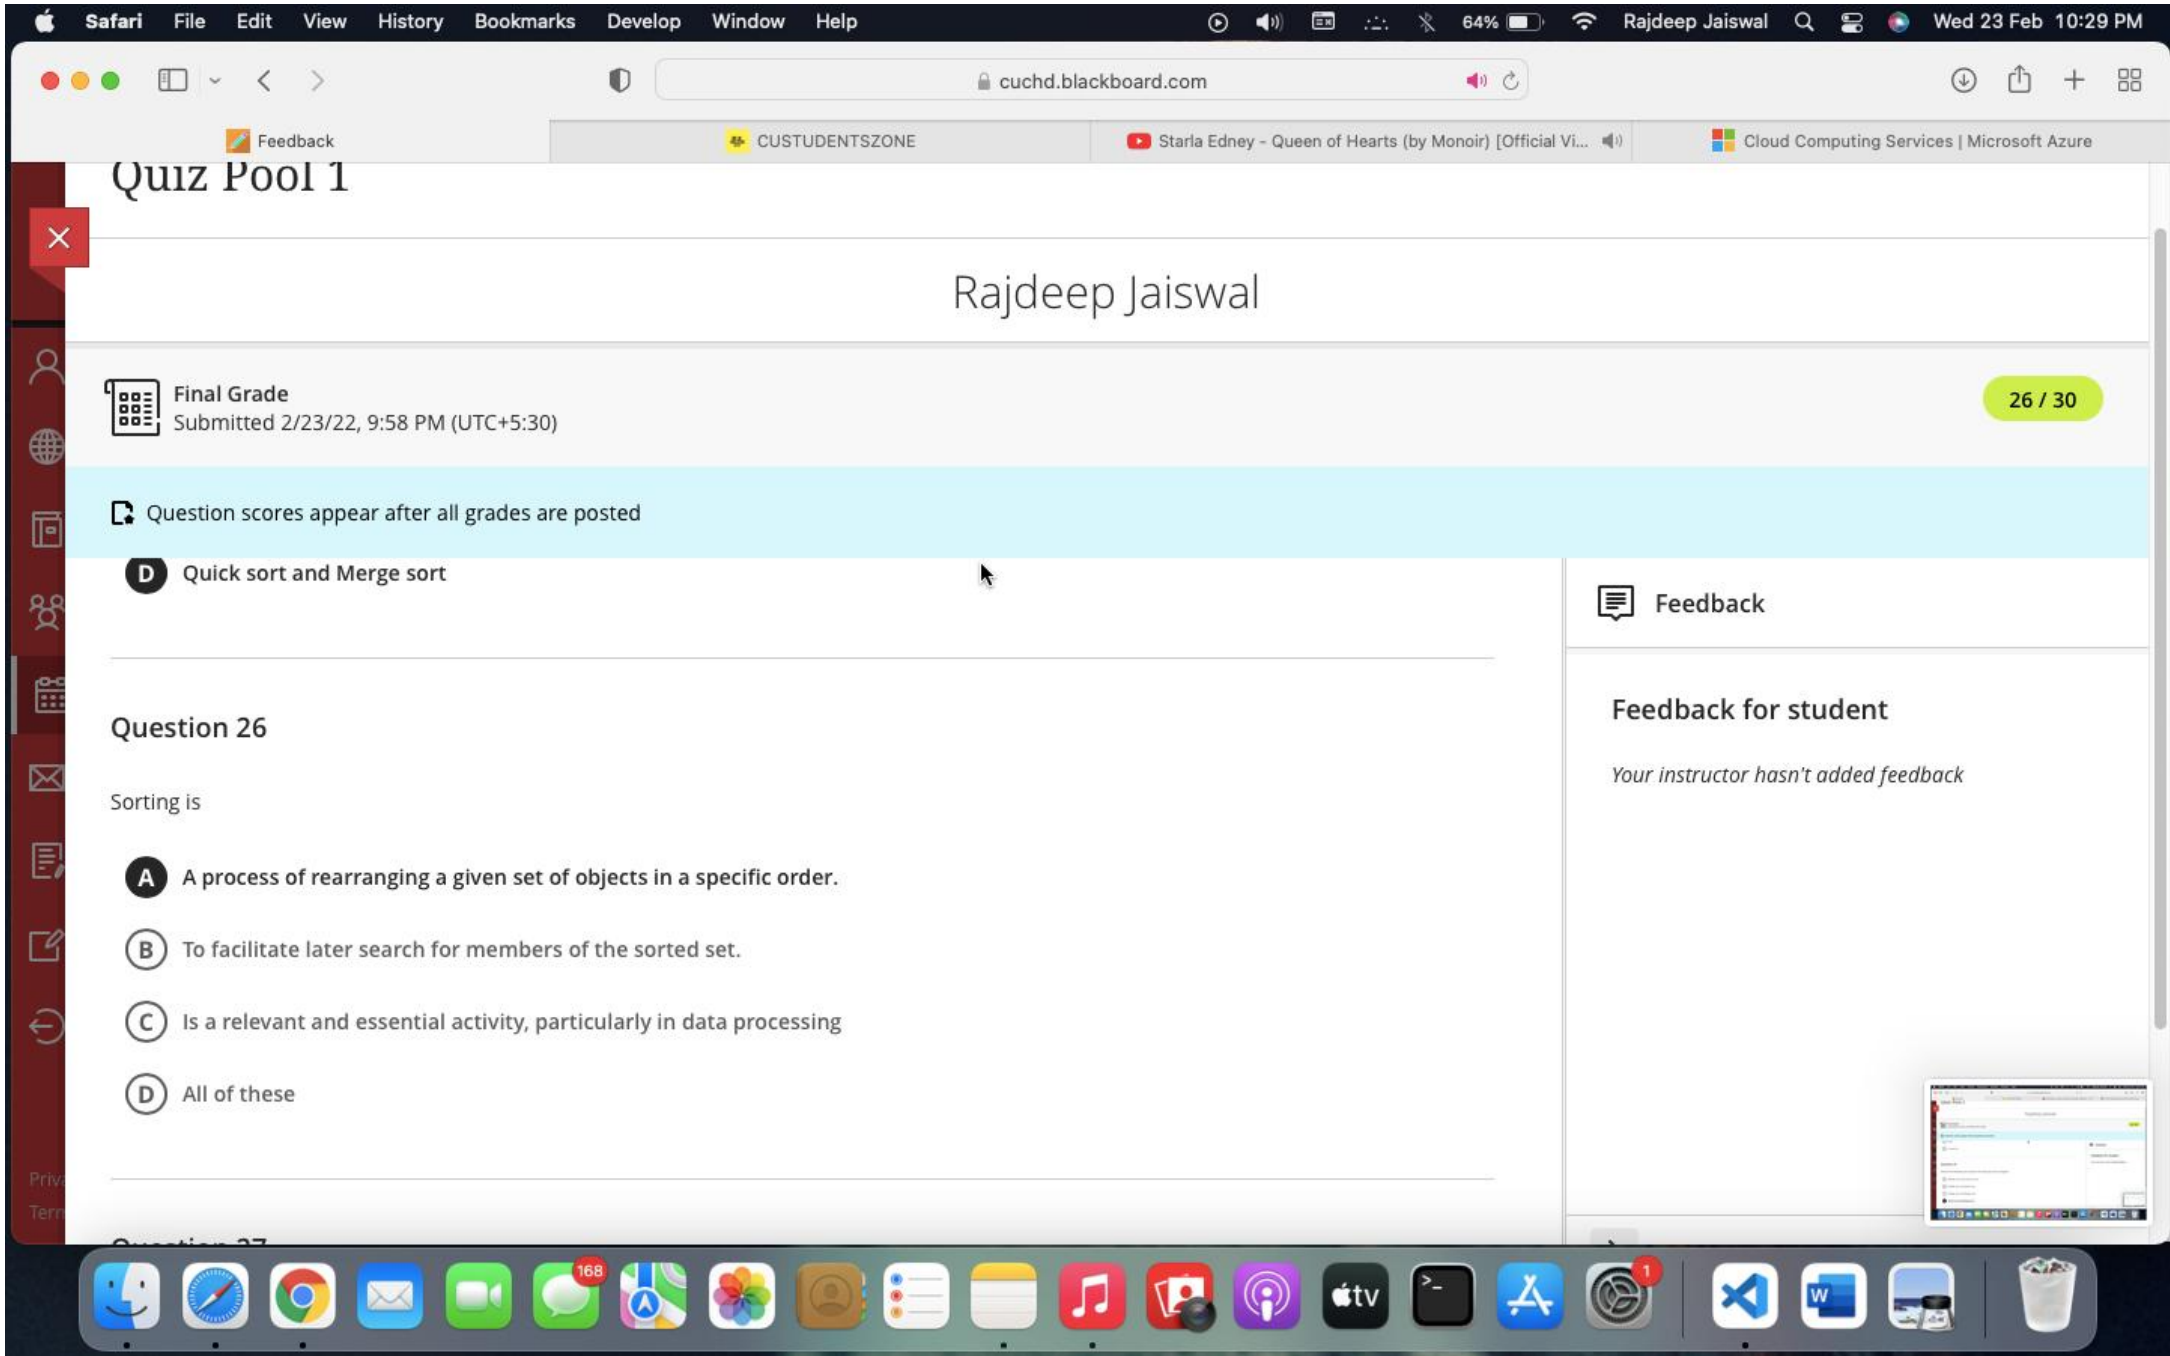 Safari File Edit View History Bookmarks Develop Window Help 64% Rajdeep Jaiswal Wed 23 Feb 10:29 PM
cuchd.blackboard.com
Feedback CUSTUDENTSZONE Starla Edney - Queen of Hearts (by Monoir) [Official Vi... Cloud Computing Services | Microsoft Azure
Quiz Pool 1
Rajdeep Jaiswal
Final Grade
Submitted 2/23/22, 9:58 PM (UTC+5:30)
26 / 30
Question scores appear after all grades are posted
D Quick sort and Merge sort
Feedback
Question 26
Feedback for student
Your instructor hasn't added feedback
Sorting is
A A process of rearranging a given set of objects in a specific order.
B To facilitate later search for members of the sorted set.
C Is a relevant and essential activity, particularly in data processing
D All of these
Priva
Term
Question 27
168
tv
1
W